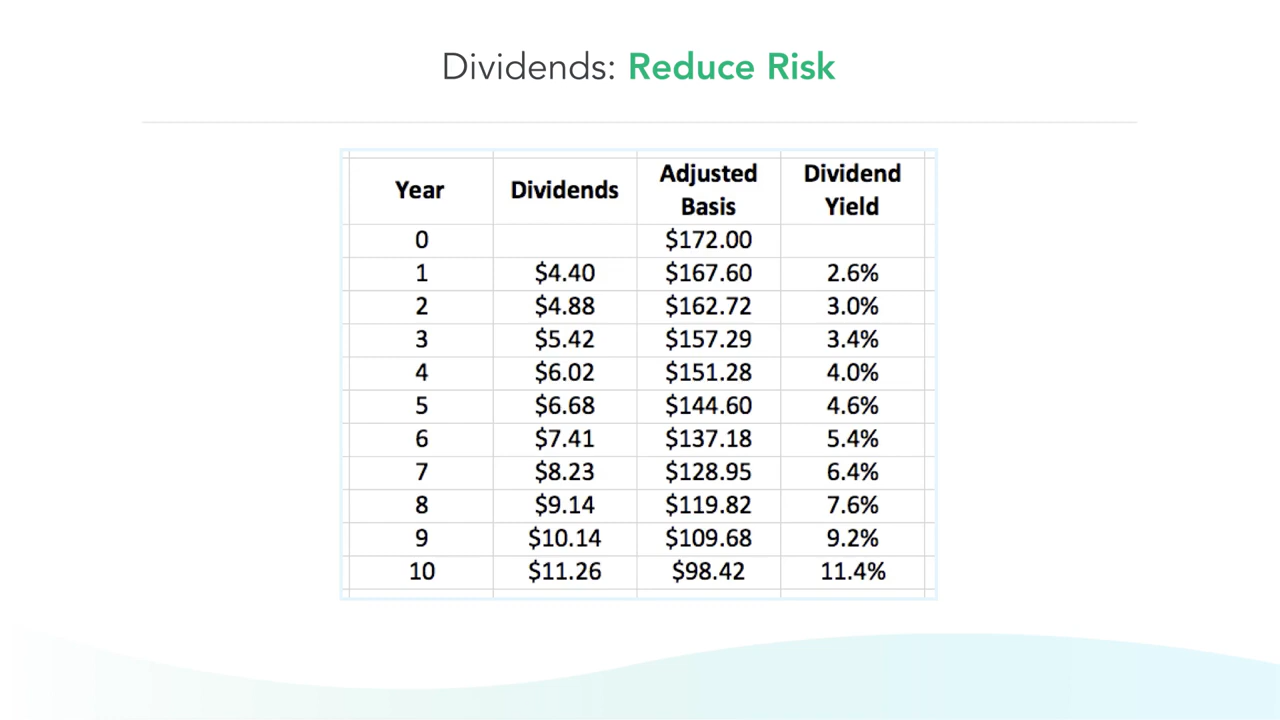 Dividends: Reduce Risk
Year Dividends Adjusted Basis Dividend Yield
0 $172.00
1 $4.40 $167.60 2.6%
2 $4.88 $162.72 3.0%
3 $5.42 $157.29 3.4%
4 $6.02 $151.28 4.0%
5 $6.68 $144.60 4.6%
6 $7.41 $137.18 5.4%
7 $8.23 $128.95 6.4%
8 $9.14 $119.82 7.6%
9 $10.14 $109.68 9.2%
10 $11.26 $98.42 11.4%